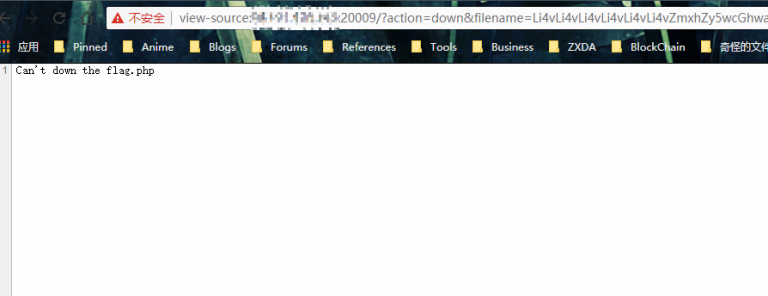 不安全 view-source: :20009/?action=down&filename=Li4vLi4vLi4vLi4vLi4vLi4vZmxhZy5wcGhwa
应用 Pinned Anime Blogs Forums References Tools Business ZXDA BlockChain 奇怪的文件
1 Can't down the flag.php